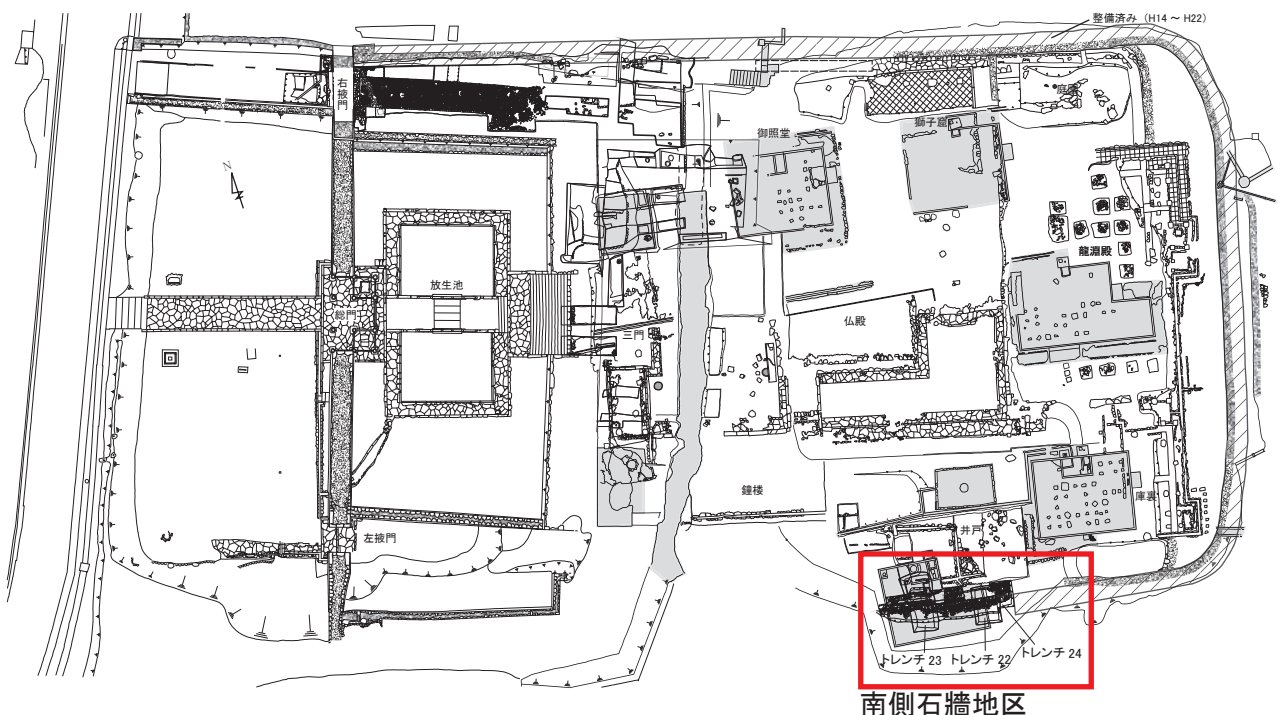 整備済み (H14 ~ H22)
右掖門
庭園
獅子窟
御照堂
N
龍淵殿
放生池
総門
仏殿
三門
鐘楼
庫裏
井戸
左掖門
トレンチ 23
トレンチ 22
トレンチ 24
南側石牆地区